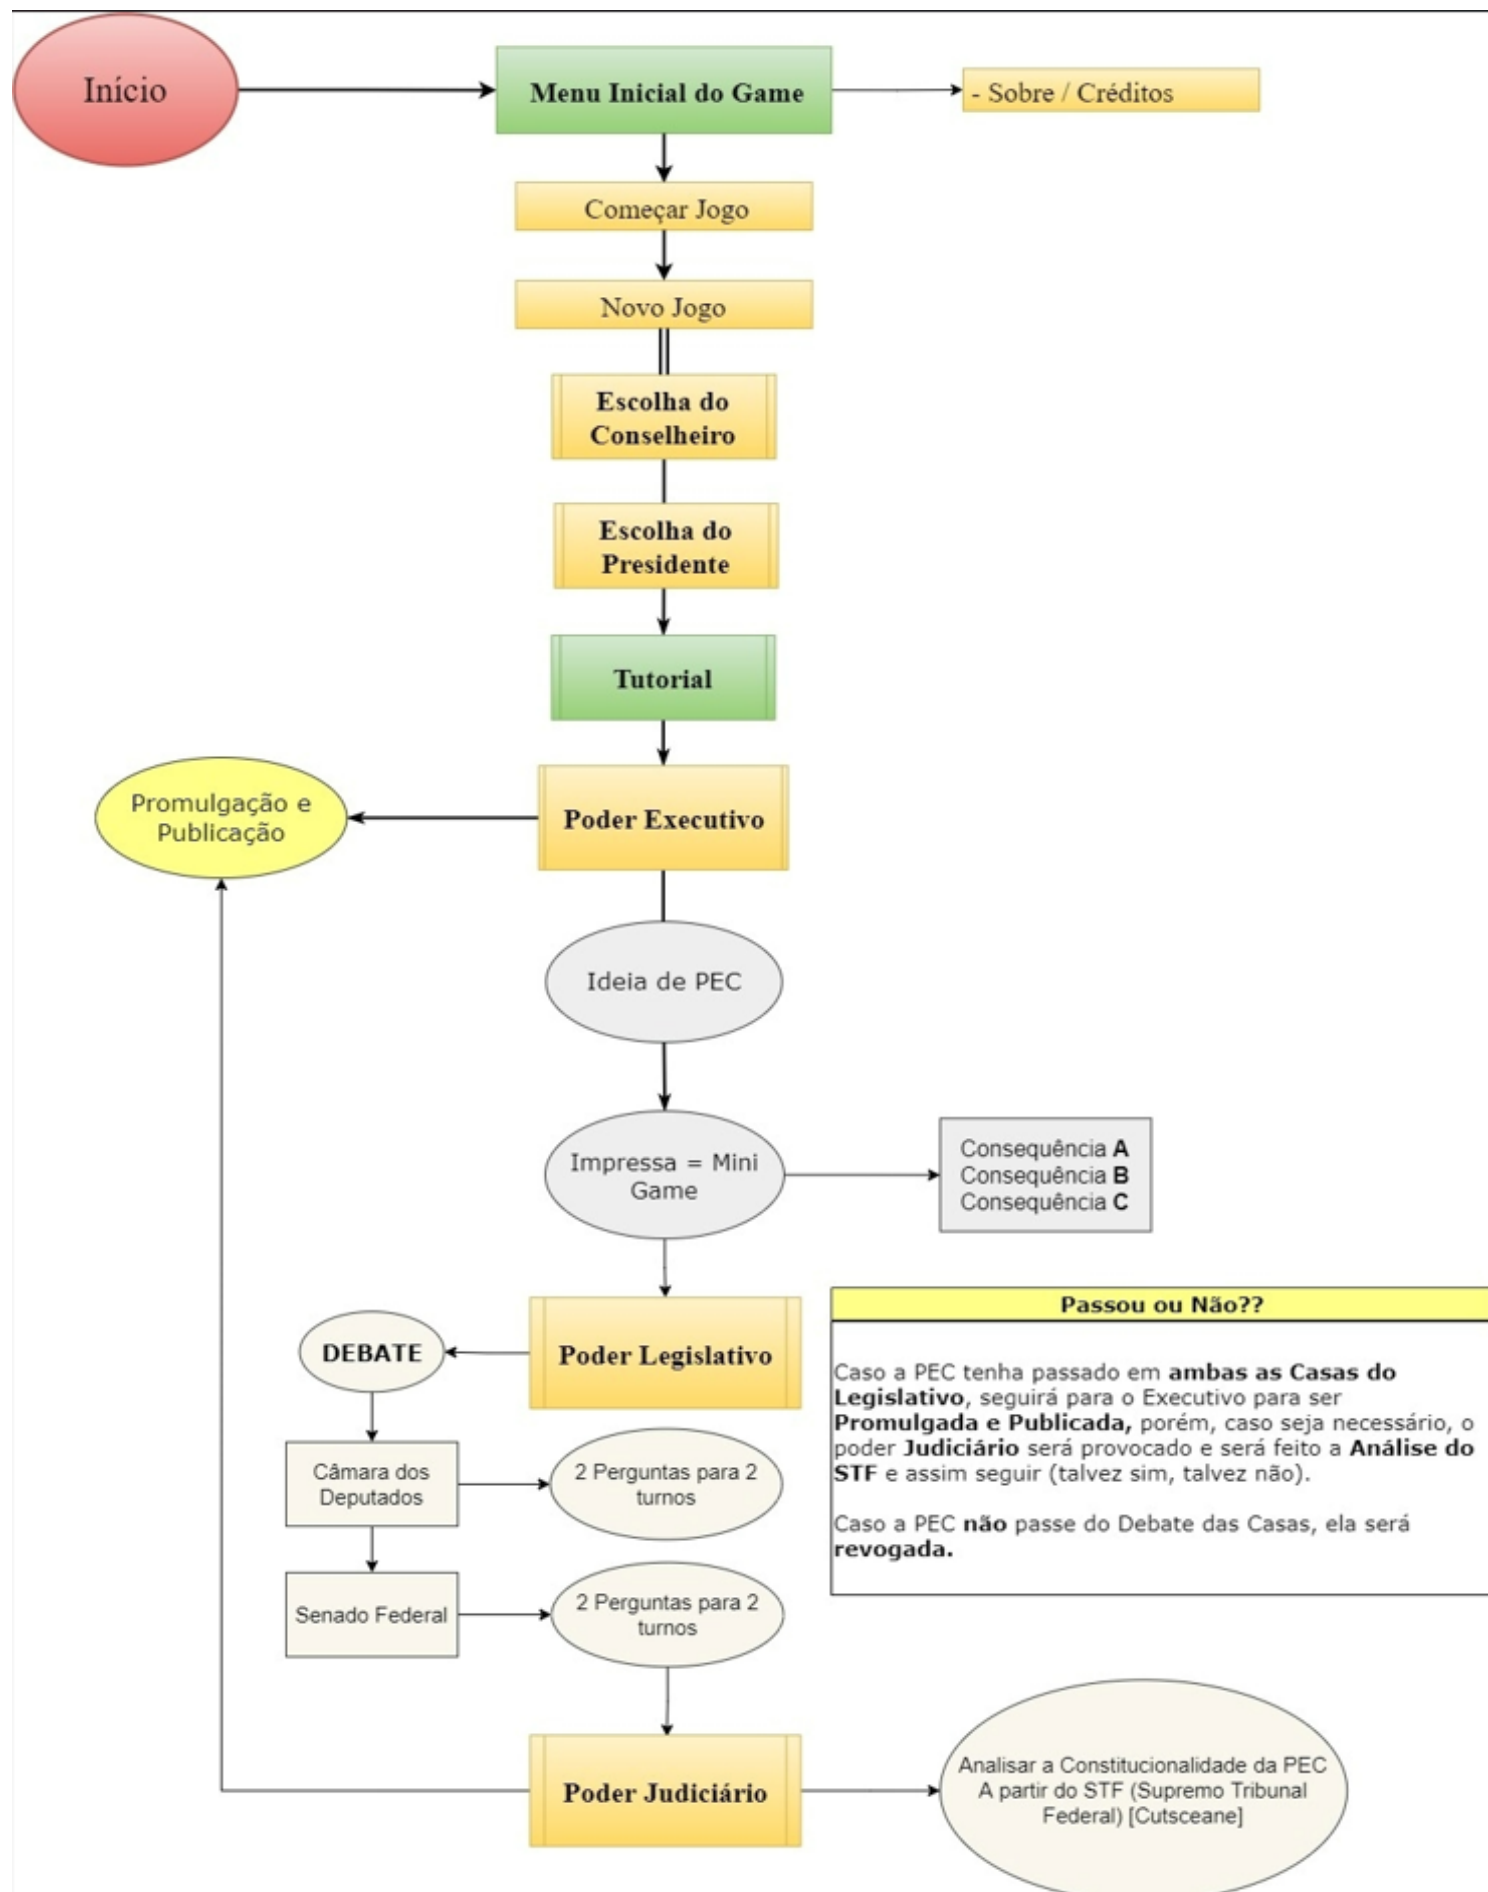 Início
Menu Inicial do Game
- Sobre / Créditos
Começar Jogo
Novo Jogo
Escolha do
Conselheiro
Escolha do
Presidente
Tutorial
Promulgação e
Publicação
Poder Executivo
Ideia de PEC
Impressa = Mini
Game
Consequência A
Consequência B
Consequência C
DEBATE
Poder Legislativo
Passou ou Não??
Caso a PEC tenha passado em ambas as Casas do
Legislativo, seguirá para o Executivo para ser
Promulgada e Publicada, porém, caso seja necessário, o
poder Judiciário será provocado e será feito a Análise do
STF e assim seguir (talvez sim, talvez não).
Caso a PEC não passe do Debate das Casas, ela será
revogada.
Câmara dos
Deputados
2 Perguntas para 2
turnos
Senado Federal
2 Perguntas para 2
turnos
Poder Judiciário
Analisar a Constitucionalidade da PEC
A partir do STF (Supremo Tribunal
Federal) [Cutsceane]